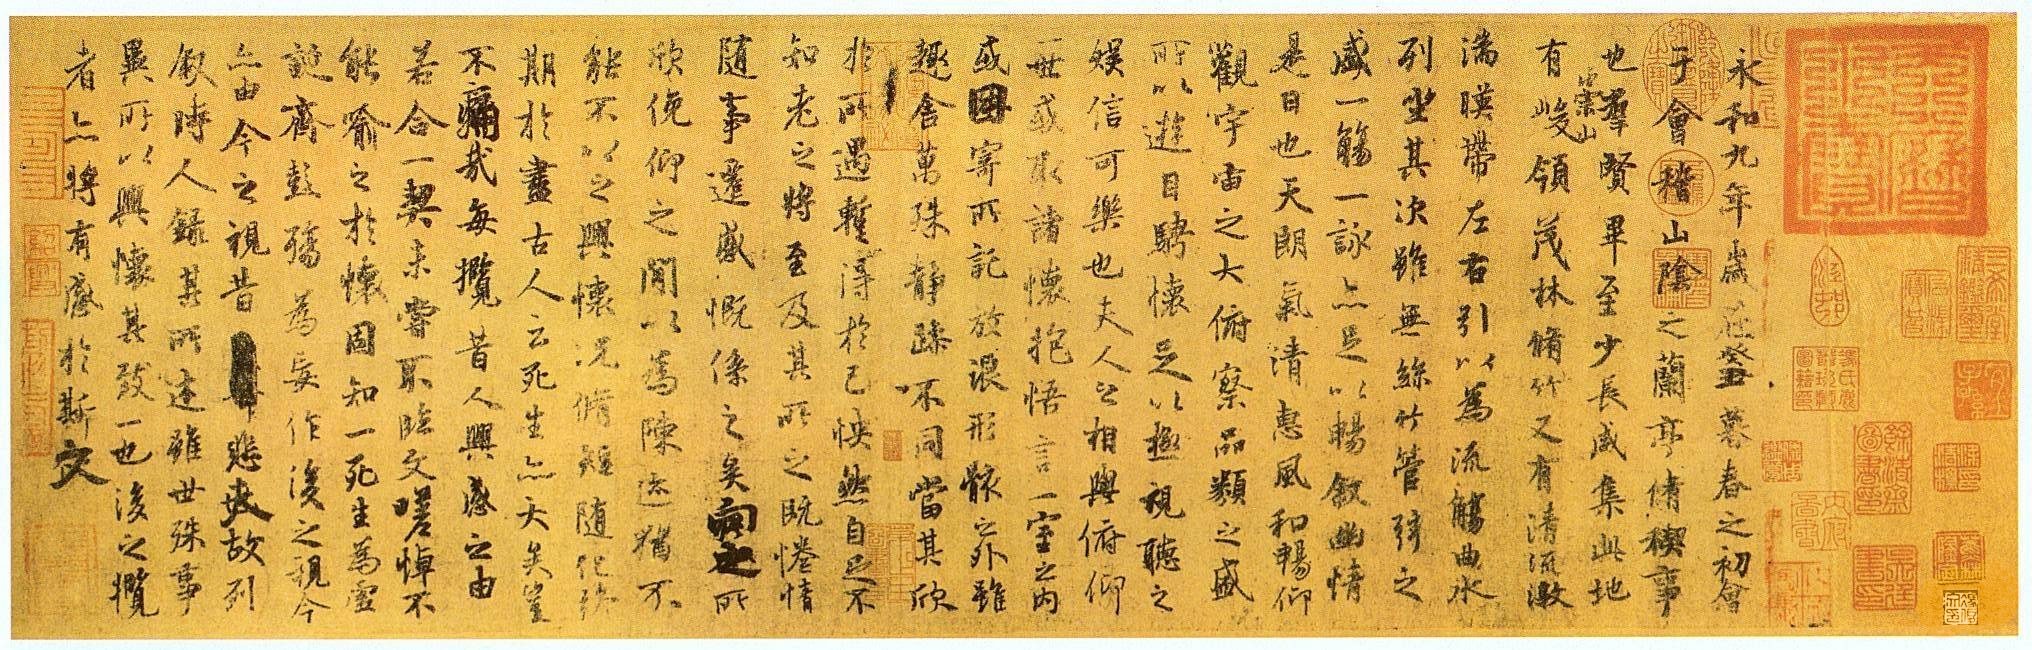 永和九年歲在癸丑暮春之初會
于會稽山陰之蘭亭脩稧事
也羣賢畢至少長咸集此地
有崇山峻領茂林脩竹又有清流激
湍暎帶左右引以為流觴曲水
列坐其次雖無絲竹管弦之
盛一觴一詠亦足以暢敘幽情
是日也天朗氣清惠風和暢仰
觀宇宙之大俯察品類之盛
所以遊目騁懷足以極視聽之
娛信可樂也夫人之相與俯仰
一世或取諸懷抱悟言一室之內
或因寄所託放浪形骸之外雖
趣舍萬殊靜躁不同當其欣
於所遇暫得於己怏然自足不
知老之將至及其所之既惓情
隨事遷感慨係之矣向之所
欣俛仰之閒以為陳迹猶不
能不以之興懷況脩短隨化終
期於盡古人云死生亦大矣豈
不痛哉每攬昔人興感之由
若合一契未嘗不臨文嗟悼不
能喻之於懷固知一死生為虛
誕齊彭殤為妄作後之視今
亦由今之視昔悲夫故列
敘時人錄其所述雖世殊事
異所以興懷其致一也後之攬
者亦將有感於斯文